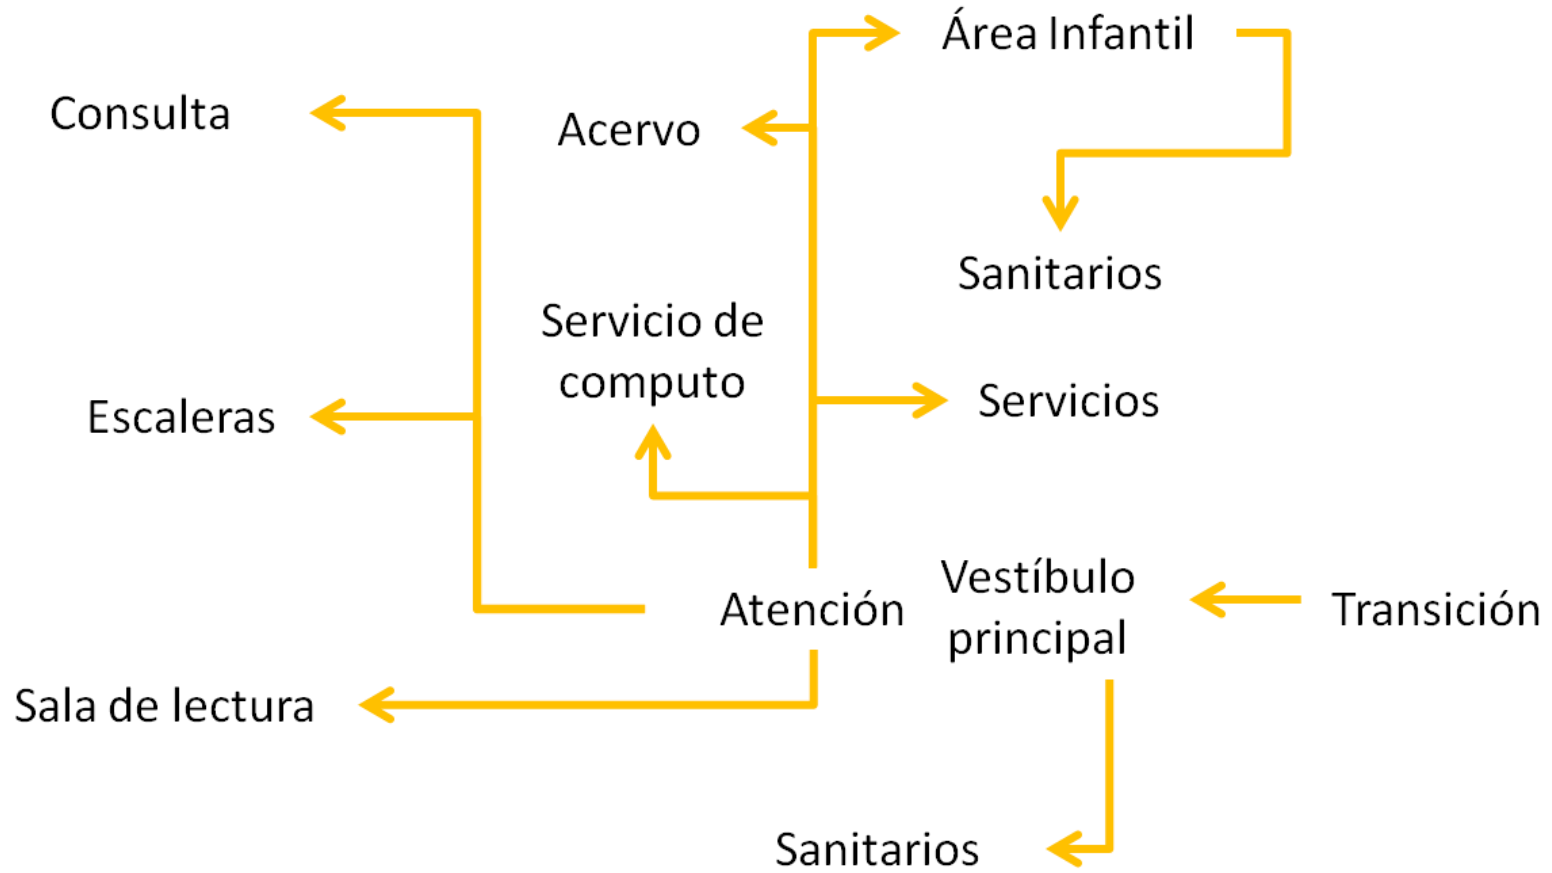 Área Infantil
Consulta
Acervo
Sanitarios
Servicio de
computo
Servicios
Escaleras
Vestíbulo
principal
Atención
Transición
Sala de lectura
Sanitarios